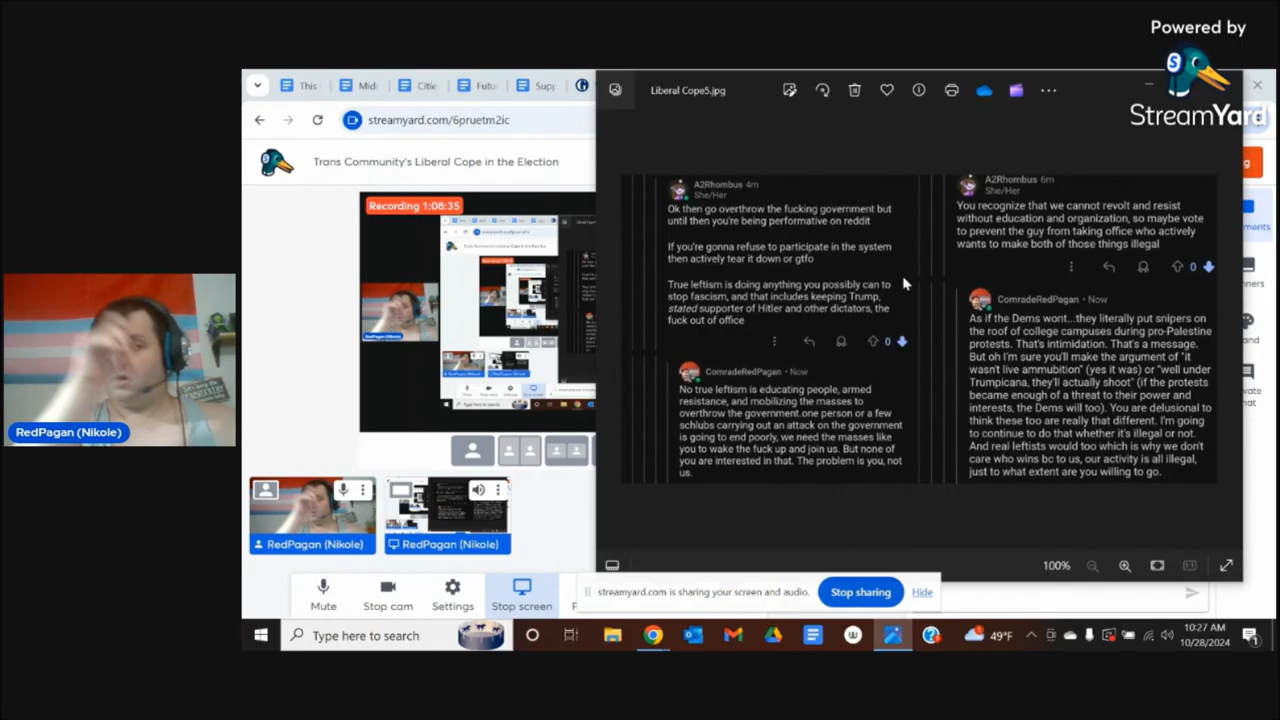 Powered by
StreamYard
This
Mid
Citie
Futu
Supp
streamyard.com/6pruetm2ic
Trans Community's Liberal Cope in the Election
Recording 1:08:35
Liberal Cope5.jpg
A2Rhombus 4m
She/Her
Ok then go overthrow the fucking government but
until then you're being performative on reddit
If you're gonna refuse to participate in the system
then actively tear it down or gtfo
True leftism is doing anything you possibly can to
stop fascism, and that includes keeping Trump,
stated supporter of Hitler and other dictators, the
fuck out of office
0
ComradeRedPagan • Now
No true leftism is educating people, armed
resistance, and mobilizing the masses to
overthrow the government.one person or a few
schlubs carrying out an attack on the government
is going to end poorly, we need the masses like
you to wake the fuck up and join us. But none of
you are interested in that. The problem is you, not
us.
A2Rhombus 6m
She/Her
You recognize that we cannot revolt and resist
without education and organization, so maybe vote
to prevent the guy from taking office who actively
wants to make both of those things illegal
0
ComradeRedPagan • Now
As if the Dems wont...they literally put snipers on
the roof of college campuses during pro-Palestine
protests. That's intimidation. That's a message.
But oh I'm sure you'll make the argument of "it
wasn't live ammubition" (yes it was) or "well under
Trumpicana, they'll actually shoot" (if the protests
became enough of a threat to their power and
interests, the Dems will too). You are delusional to
think these too are really that different. I'm going
to continue to do that whether it's illegal or not.
And real leftists would too which is why we don't
care who wins bc to us, our activity is all illegal,
just to what extent are you willing to go.
RedPagan (Nikole)
RedPagan (Nikole)
RedPagan (Nikole)
100%
Mute
Stop cam
Settings
Stop screen
streamyard.com is sharing your screen and audio.
Stop sharing
Hide
Type here to search
49°F
10:27 AM
10/28/2024